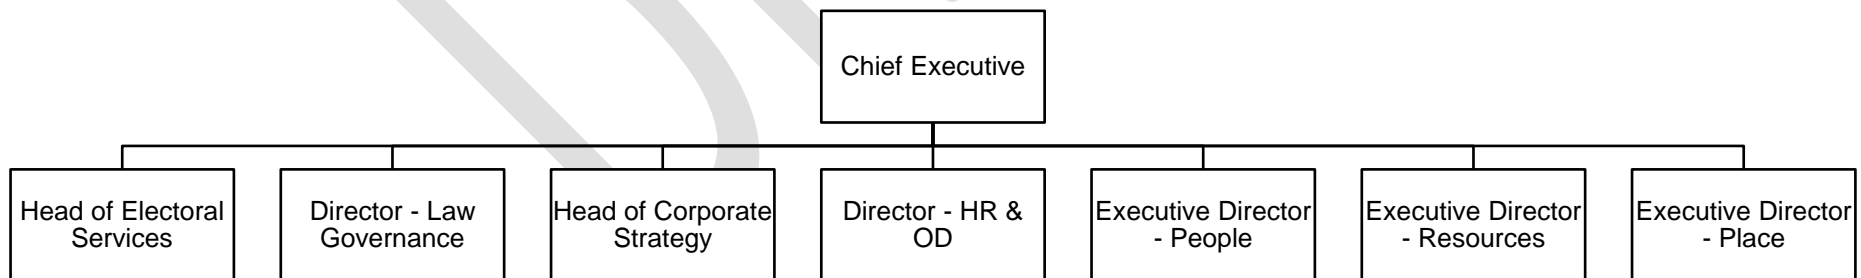 Chief Executive
Head of Electoral
Services
Director - Law
Governance
Head of Corporate
Strategy
Director - HR &
OD
Executive Director
- People
Executive Director
- Resources
Executive Director
- Place